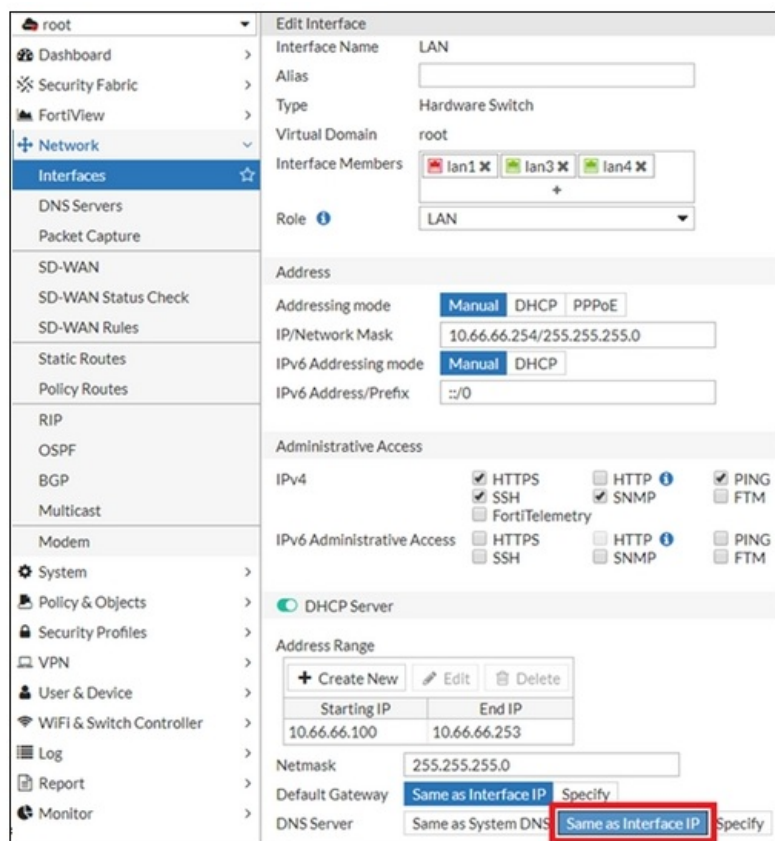 root
Dashboard
Security Fabric
FortiView
Network
Interfaces
DNS Servers
Packet Capture
SD-WAN
SD-WAN Status Check
SD-WAN Rules
Static Routes
Policy Routes
RIP
OSPF
BGP
Multicast
Modem
System
Policy & Objects
Security Profiles
VPN
User & Device
WiFi & Switch Controller
Log
Report
Monitor
Edit Interface
Interface Name LAN
Alias
Type Hardware Switch
Virtual Domain root
Interface Members lan1 lan3 lan4
+
Role LAN
Address
Addressing mode Manual DHCP PPPoE
IP/Network Mask 10.66.66.254/255.255.255.0
IPv6 Addressing mode Manual DHCP
IPv6 Address/Prefix ::/0
Administrative Access
IPv4 HTTPS HTTP PING
SSH SNMP FTM
FortiTelemetry
IPv6 Administrative Access HTTPS HTTP PING
SSH SNMP FTM
DHCP Server
Address Range
+ Create New Edit Delete
Starting IP End IP
10.66.66.100 10.66.66.253
Netmask 255.255.255.0
Default Gateway Same as Interface IP Specify
DNS Server Same as System DNS Same as Interface IP Specify